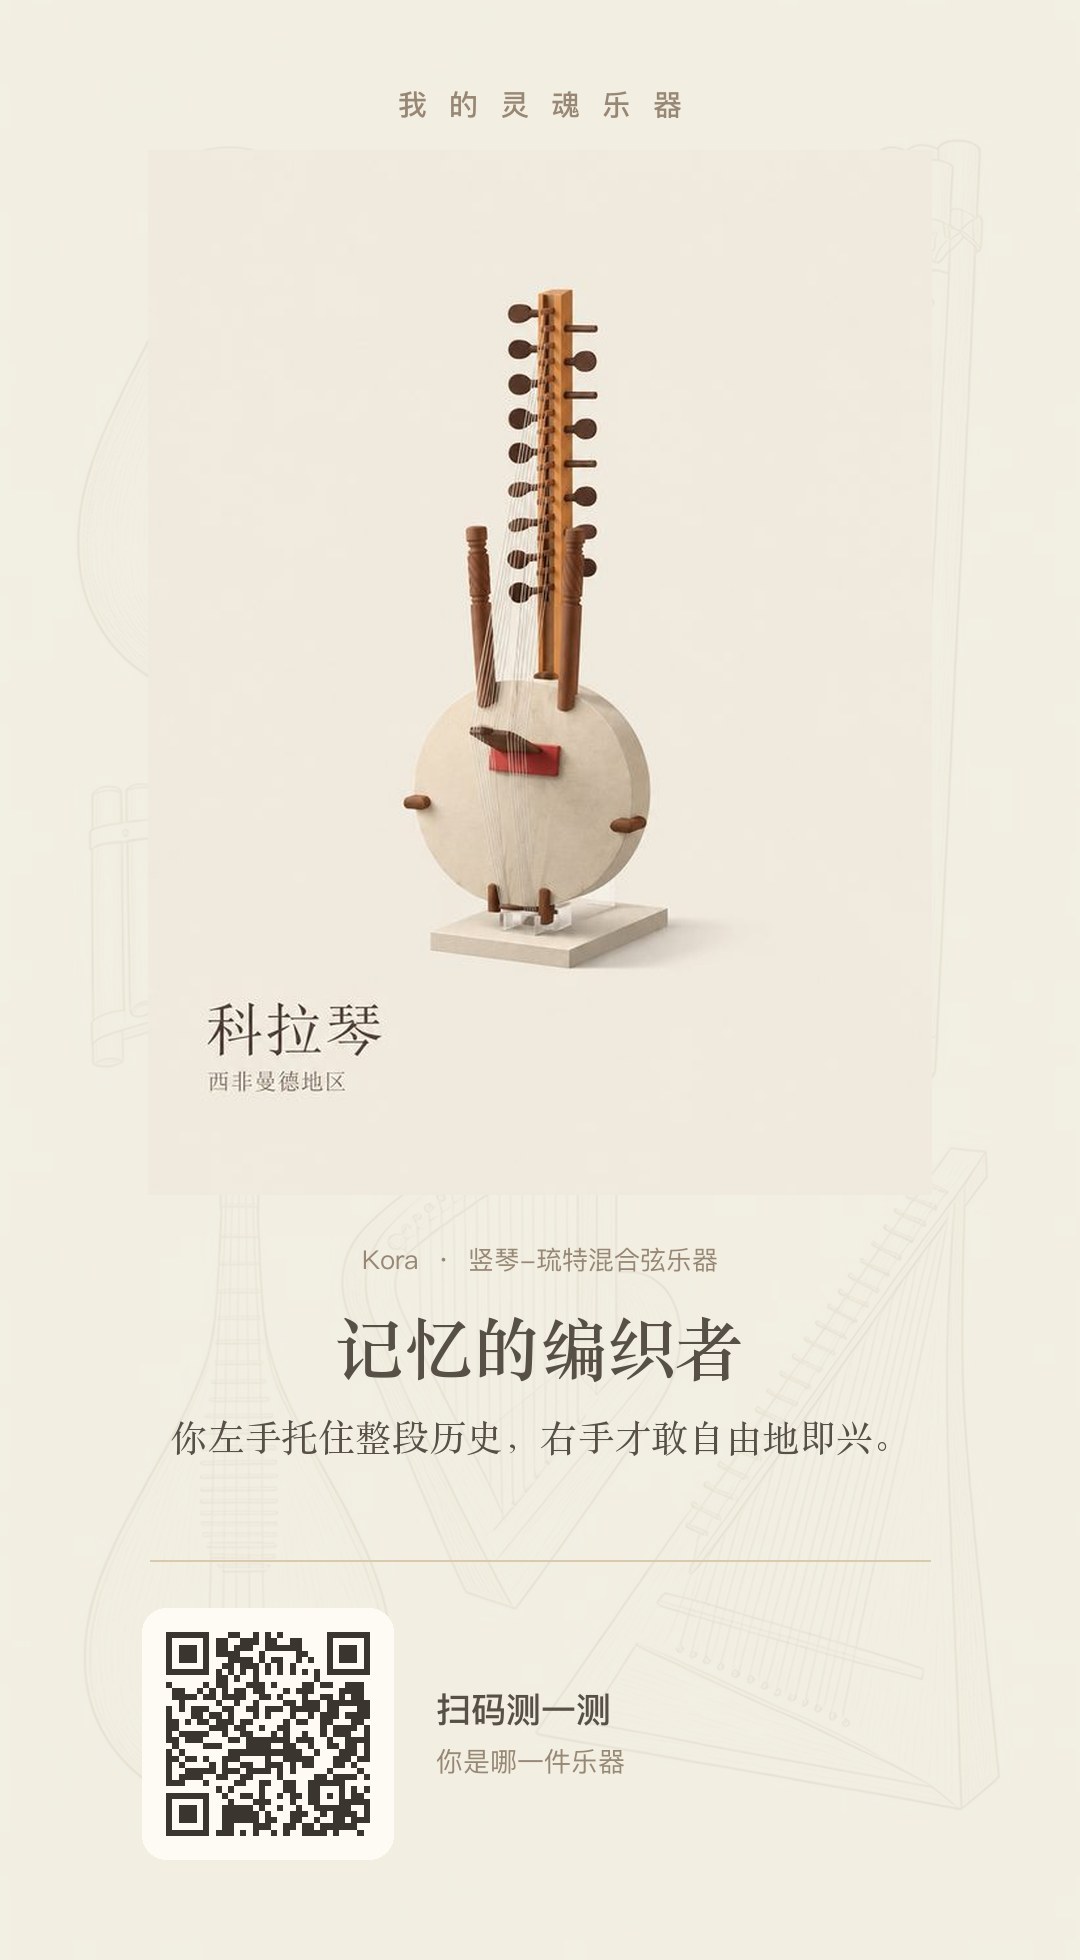 我的灵魂乐器
科拉琴
西非曼德地区
Kora · 竖琴-琉特混合弦乐器
记忆的编织者
你左手托住整段历史，右手才敢自由地即兴。
扫码测一测
你是哪一件乐器